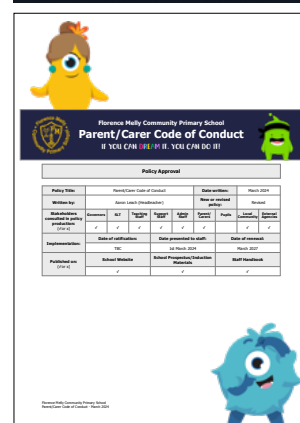 Florence Melly Community Primary School
Parent/Carer Code of Conduct
IF YOU CAN DREAM IT, YOU CAN DO IT!
Policy Approval
Policy Title: Parent/Carer Code of Conduct Date written: March 2024
Written by: Aaron Leach (Headteacher) New or revised policy: Revised
Stakeholders consulted in policy production: (✓or x) Governors SLT Teaching Staff Support Staff Admin Staff Parent/Carer Pupils Local Community External Agencies
✓ ✓ ✓ ✓ ✓ ✓ ✓ ✓
Implementation: Date of ratification: Date presented to staff: Date of renewal:
TBC 1st March 2024 March 2027
Published on: (✓or x) School Website School Prospectus/Induction Materials Staff Handbook
✓ ✓ ✓
Florence Melly Community Primary School
Parent/Carer Code of Conduct - March 2024